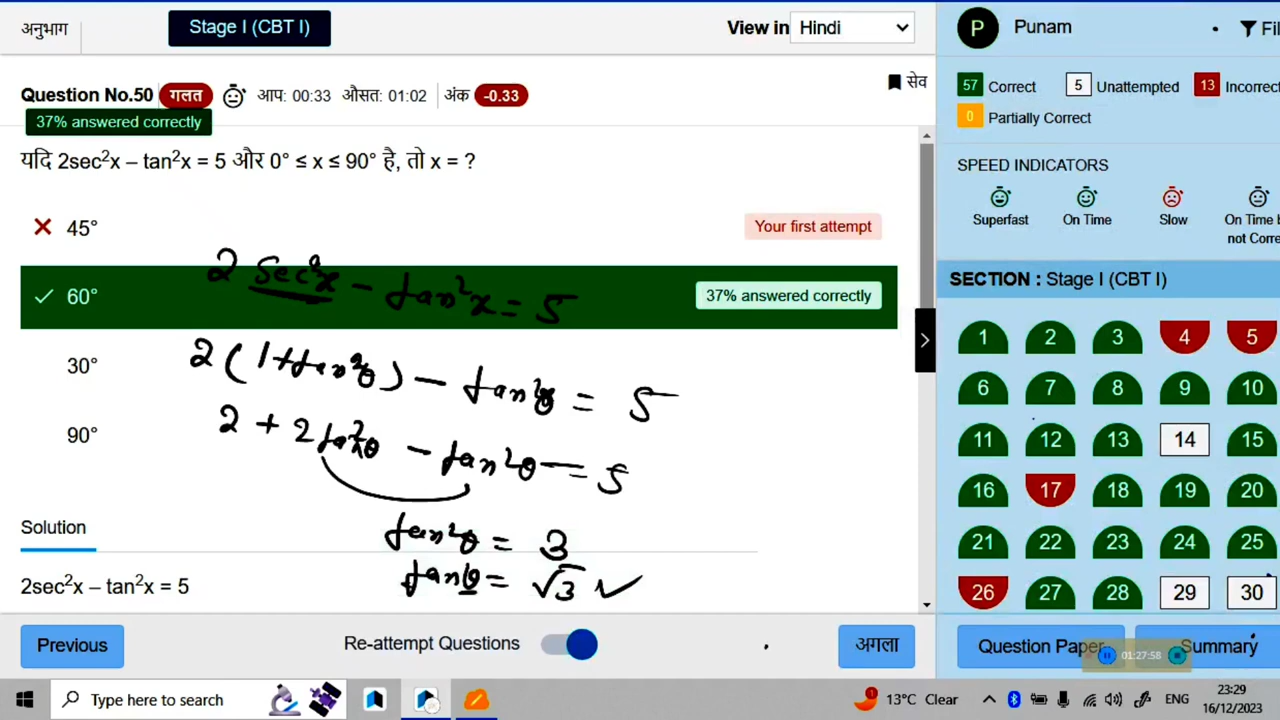 अनुभाग
Stage I (CBT I)
View in Hindi
P Punam
Fil
Question No.50 गलत आप: 00:33 औसत: 01:02 अंक -0.33
सेव
37% answered correctly
57 Correct 5 Unattempted 13 Incorrect
0 Partially Correct
यदि 2sec²x – tan²x = 5 और 0° ≤ x ≤ 90° है, तो x = ?
SPEED INDICATORS
Superfast On Time Slow On Time b
not Corre
45° Your first attempt
2 Sec²x – tan²x = 5
60° 37% answered correctly
SECTION : Stage I (CBT I)
30°
2 (1+tan²θ) – tan²θ = 5
90°
2 + 2tan²θ – tan²θ = 5
tan²θ = 3
tanθ = √3 ✓
1 2 3 4 5
6 7 8 9 10
11 12 13 14 15
16 17 18 19 20
21 22 23 24 25
26 27 28 29 30
Solution
2sec²x – tan²x = 5
Previous Re-attempt Questions अगला
Question Paper 01:27:58 Summary
Type here to search
1 13°C Clear ENG
23:29
16/12/2023